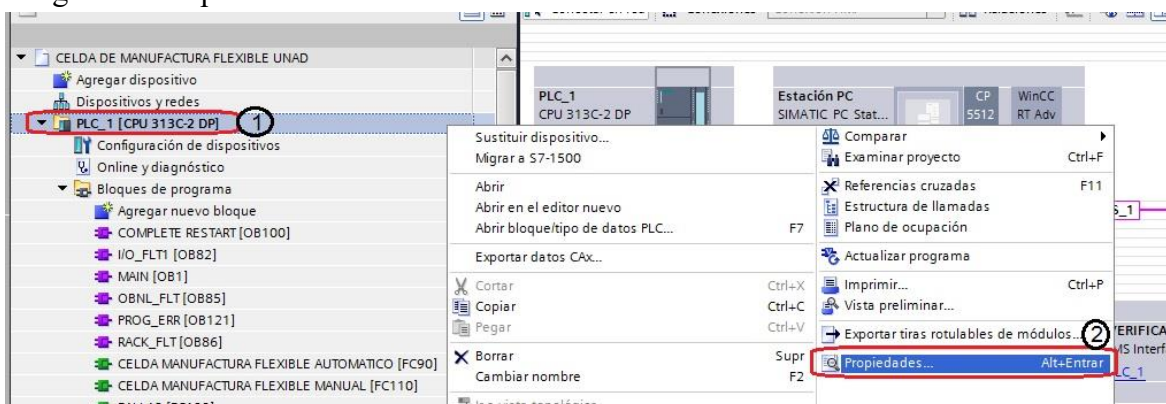 CELDA DE MANUFACTURA FLEXIBLE UNAD
Agregar dispositivo
Dispositivos y redes
PLC_1 [CPU 313C-2 DP] 1
Configuración de dispositivos
Online y diagnóstico
Bloques de programa
Agregar nuevo bloque
COMPLETE RESTART [OB100]
I/O_FLT1 [OB82]
MAIN [OB1]
OBNL_FLT [OB85]
PROG_ERR [OB121]
RACK_FLT [OB86]
CELDA MANUFACTURA FLEXIBLE AUTOMATICO [FC90]
CELDA MANUFACTURA FLEXIBLE MANUAL [FC110]
PLC_1
CPU 313C-2 DP
Estación PC
SIMATIC PC Stat...
CP
5512
WinCC
RT Adv
Sustituir dispositivo...
Migrar a S7-1500
Abrir
Abrir en el editor nuevo
Abrir bloque/tipo de datos PLC... F7
Exportar datos CAx...
Cortar Ctrl+X
Copiar Ctrl+C
Pegar Ctrl+V
Borrar Supr
Cambiar nombre F2
Comparar
Examinar proyecto Ctrl+F
Referencias cruzadas F11
Estructura de llamadas
Plano de ocupación
Actualizar programa
Imprimir... Ctrl+P
Vista preliminar...
Exportar tiras rotulables de módulos... 2
Propiedades... Alt+Entrar
S_1
VERIFICA
MS Interf
LC_1